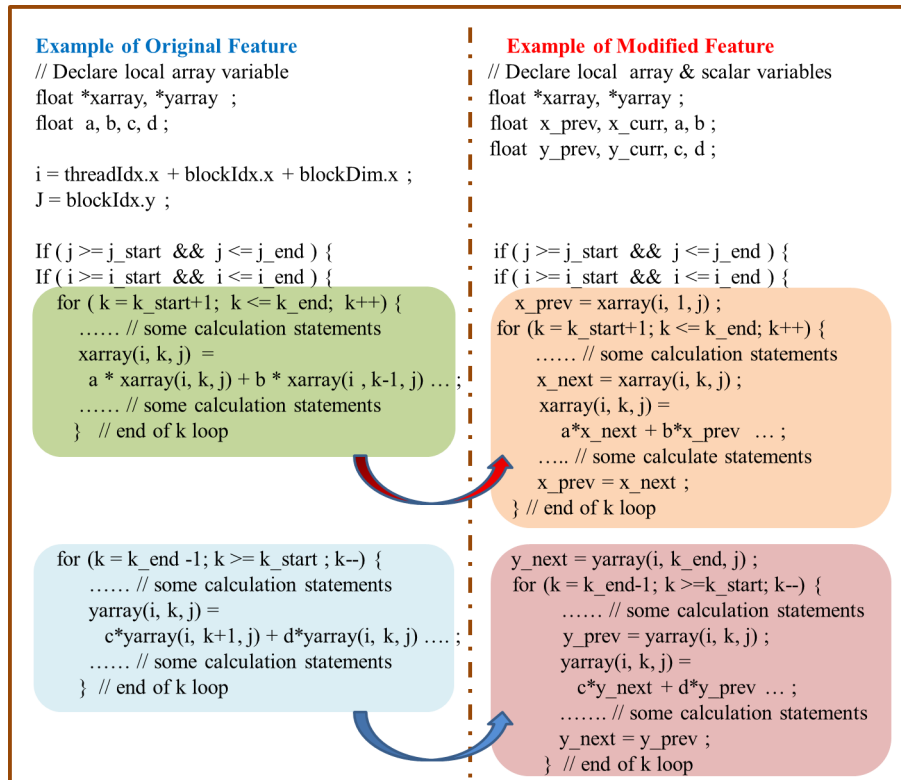 Example of Original Feature
// Declare local array variable
float *xarray, *yarray ;
float a, b, c, d ;
i = threadIdx.x + blockIdx.x + blockDim.x ;
J = blockIdx.y ;
If ( j >= j_start && j <= j_end ) {
If ( i >= i_start && i <= i_end ) {
for ( k = k_start+1; k <= k_end; k++) {
…… // some calculation statements
xarray(i, k, j) =
a * xarray(i, k, j) + b * xarray(i , k-1, j) … ;
…… // some calculation statements
} // end of k loop
for (k = k_end -1; k >= k_start ; k--) {
…… // some calculation statements
yarray(i, k, j) =
c*yarray(i, k+1, j) + d*yarray(i, k, j) …. ;
…… // some calculation statements
} // end of k loop
Example of Modified Feature
// Declare local array & scalar variables
float *xarray, *yarray ;
float x_prev, x_curr, a, b ;
float y_prev, y_curr, c, d ;
if ( j >= j_start && j <= j_end ) {
if ( i >= i_start && i <= i_end ) {
x_prev = xarray(i, 1, j) ;
for (k = k_start+1; k <= k_end; k++) {
…… // some calculation statements
x_next = xarray(i, k, j) ;
xarray(i, k, j) =
a*x_next + b*x_prev … ;
….. // some calculate statements
x_prev = x_next ;
} // end of k loop
y_next = yarray(i, k_end, j) ;
for (k = k_end-1; k >=k_start; k--) {
…… // some calculation statements
y_prev = yarray(i, k, j) ;
yarray(i, k, j) =
c*y_next + d*y_prev … ;
……. // some calculation statements
y_next = y_prev ;
} // end of k loop